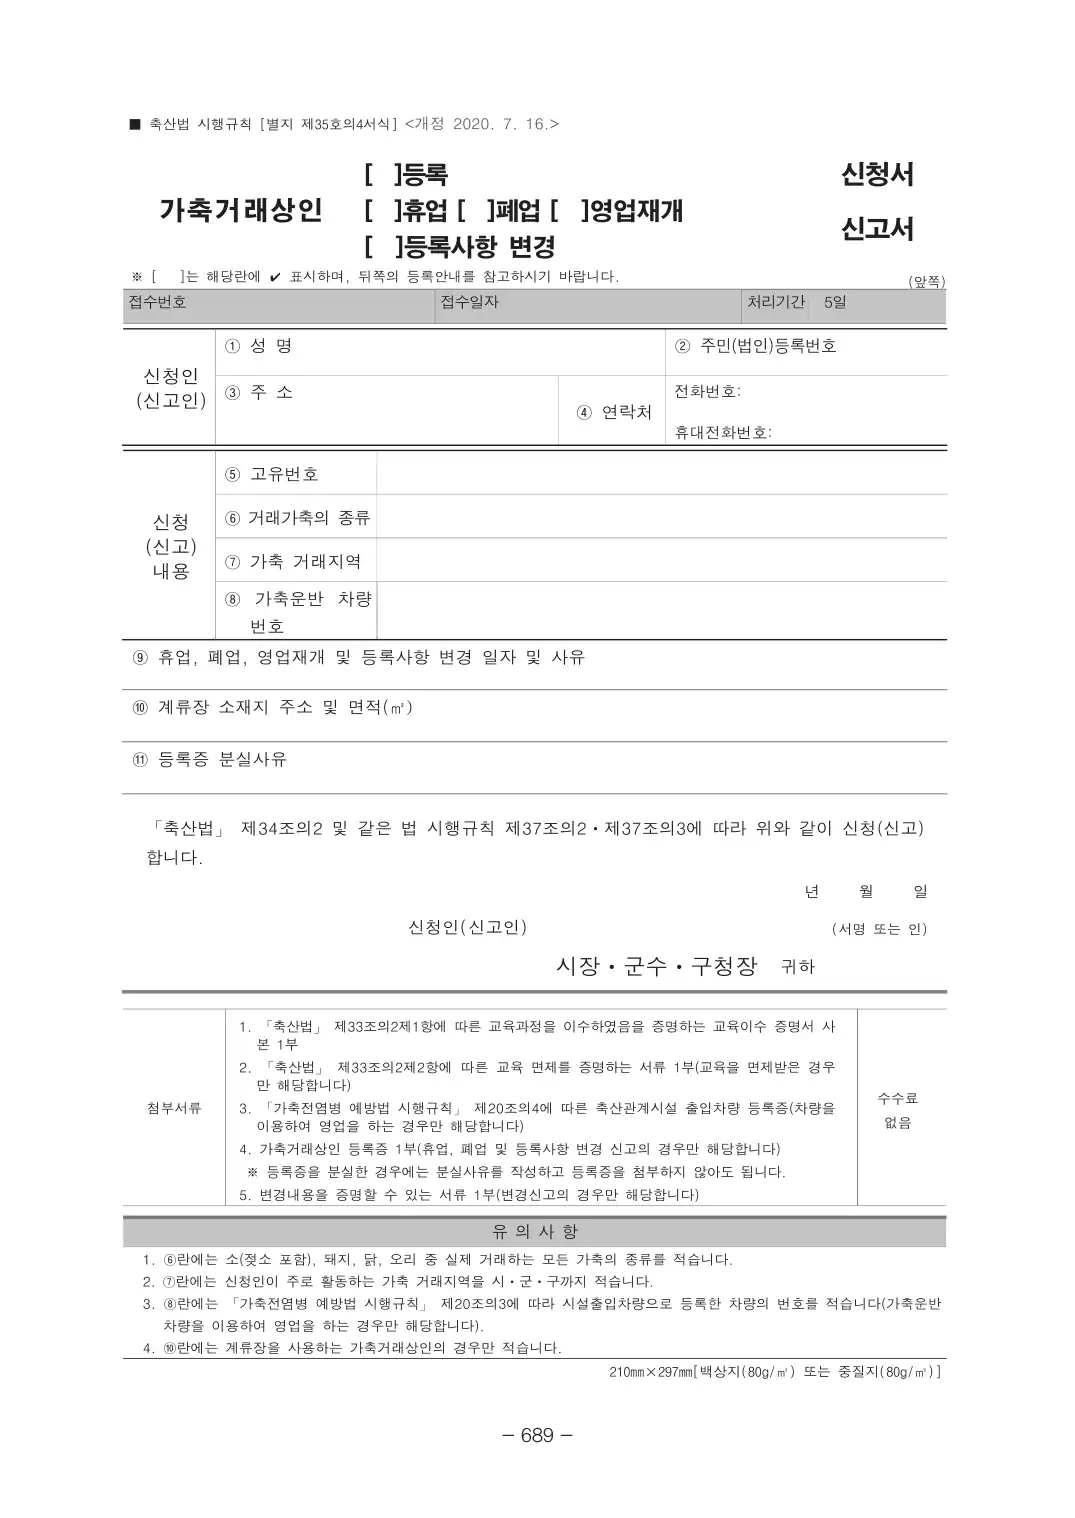 ■ 축산법 시행규칙 [별지 제35호의4서식] <개정 2020. 7. 16.>
가축거래상인
[ ]등록
[ ]휴업 [ ]폐업 [ ]영업재개
[ ]등록사항 변경
신청서
신고서
※ [ ]는 해당란에 ✔ 표시하며, 뒤쪽의 등록안내를 참고하시기 바랍니다.
(앞쪽)
접수번호 접수일자 처리기간 5일
신청인
(신고인)
① 성 명
② 주민(법인)등록번호
③ 주 소
④ 연락처
전화번호:
휴대전화번호:
신청
(신고)
내용
⑤ 고유번호
⑥ 거래가축의 종류
⑦ 가축 거래지역
⑧ 가축운반 차량
번호
⑨ 휴업, 폐업, 영업재개 및 등록사항 변경 일자 및 사유
⑩ 계류장 소재지 주소 및 면적(㎡)
⑪ 등록증 분실사유
「축산법」 제34조의2 및 같은 법 시행규칙 제37조의2・제37조의3에 따라 위와 같이 신청(신고)
합니다.
년 월 일
신청인(신고인) (서명 또는 인)
시장・군수・구청장 귀하
첨부서류
1. 「축산법」 제33조의2제1항에 따른 교육과정을 이수하였음을 증명하는 교육이수 증명서 사
본 1부
2. 「축산법」 제33조의2제2항에 따른 교육 면제를 증명하는 서류 1부(교육을 면제받은 경우
만 해당합니다)
3. 「가축전염병 예방법 시행규칙」 제20조의4에 따른 축산관계시설 출입차량 등록증(차량을
이용하여 영업을 하는 경우만 해당합니다)
4. 가축거래상인 등록증 1부(휴업, 폐업 및 등록사항 변경 신고의 경우만 해당합니다)
※ 등록증을 분실한 경우에는 분실사유를 작성하고 등록증을 첨부하지 않아도 됩니다.
5. 변경내용을 증명할 수 있는 서류 1부(변경신고의 경우만 해당합니다)
수수료
없음
유 의 사 항
1. ⑥란에는 소(젖소 포함), 돼지, 닭, 오리 중 실제 거래하는 모든 가축의 종류를 적습니다.
2. ⑦란에는 신청인이 주로 활동하는 가축 거래지역을 시・군・구까지 적습니다.
3. ⑧란에는 「가축전염병 예방법 시행규칙」 제20조의3에 따라 시설출입차량으로 등록한 차량의 번호를 적습니다(가축운반
차량을 이용하여 영업을 하는 경우만 해당합니다).
4. ⑩란에는 계류장을 사용하는 가축거래상인의 경우만 적습니다.
210㎜×297㎜[백상지(80g/㎡) 또는 중질지(80g/㎡)]
- 689 -